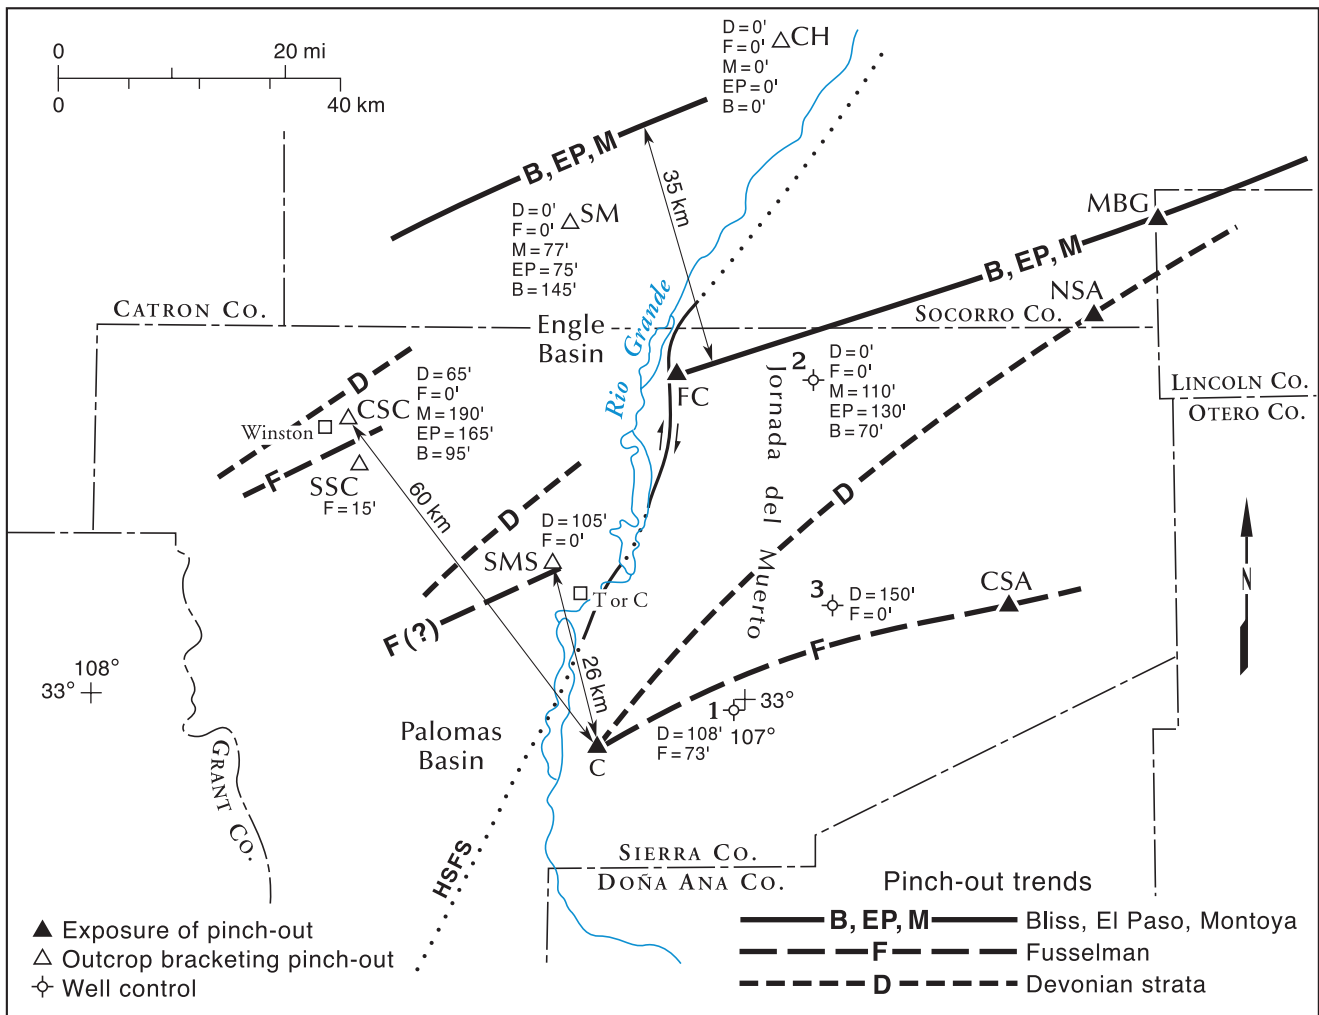 0 20 mi
0 40 km
D=0'
F=0'
M=0'
EP=0'
B=0'
CH
B, EP, M
35 km
D=0'
F=0'
M=77'
EP=75'
B=145'
SM
MBG
B, EP, M
NSA
CATRON CO.
SOCORRO CO.
Engle
Basin
Rio Grande
FC
2
D=0'
F=0'
M=110'
EP=130'
B=70'
LINCOLN CO.
OTERO CO.
D
CSC
D=65'
F=0'
M=190'
EP=165'
B=95'
Winston
F
SSC
F=15'
60 km
D
D=105'
F=0'
SMS
T or C
F(?)
26 km
Jornada del Muerto
D
3
D=150'
F=0'
CSA
F
N
108°
33°
1
33°
107°
D=108'
F=73'
C
Palomas
Basin
GRANT CO.
HSFS
SIERRA CO.
DOÑA ANA CO.
Exposure of pinch-out
Outcrop bracketing pinch-out
Well control
Pinch-out trends
B, EP, M Bliss, El Paso, Montoya
F Fusselman
D Devonian strata